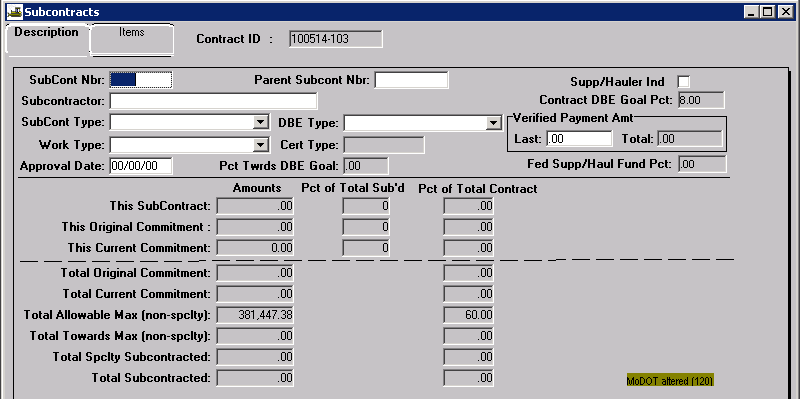 Subcontracts
Description Items Contract ID : 100514-103
SubCont Nbr: Parent Subcont Nbr: Supp/Hauler Ind
Subcontractor: Contract DBE Goal Pct: 8.00
SubCont Type: DBE Type: Verified Payment Amt
Work Type: Cert Type: Last: .00 Total: .00
Approval Date: 00/00/00 Pct Twrds DBE Goal: .00 Fed Supp/Haul Fund Pct: .00
Amounts Pct of Total Sub'd Pct of Total Contract
This SubContract: .00 0 .00
This Original Commitment : .00 0 .00
This Current Commitment: 0.00 0 .00
Total Original Commitment: .00 .00
Total Current Commitment: .00 .00
Total Allowable Max (non-spclty): 381,447.38 60.00
Total Towards Max (non-spclty): .00 .00
Total Spclty Subcontracted: .00 .00
Total Subcontracted: .00 .00
MoDOT altered (120)